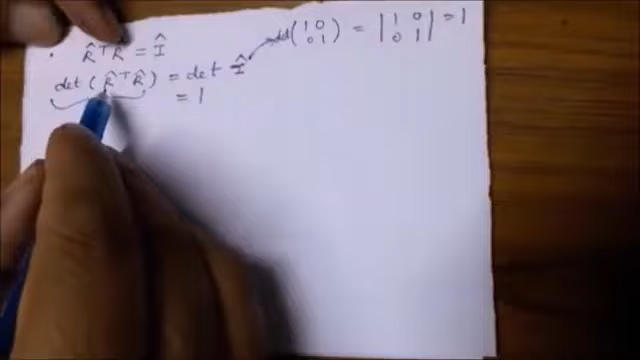 • R̂ᵀR̂ = Î
det (R̂ᵀR̂) = det Î
= 1
det (1 0 0 1) = |1 0 0 1| = 1